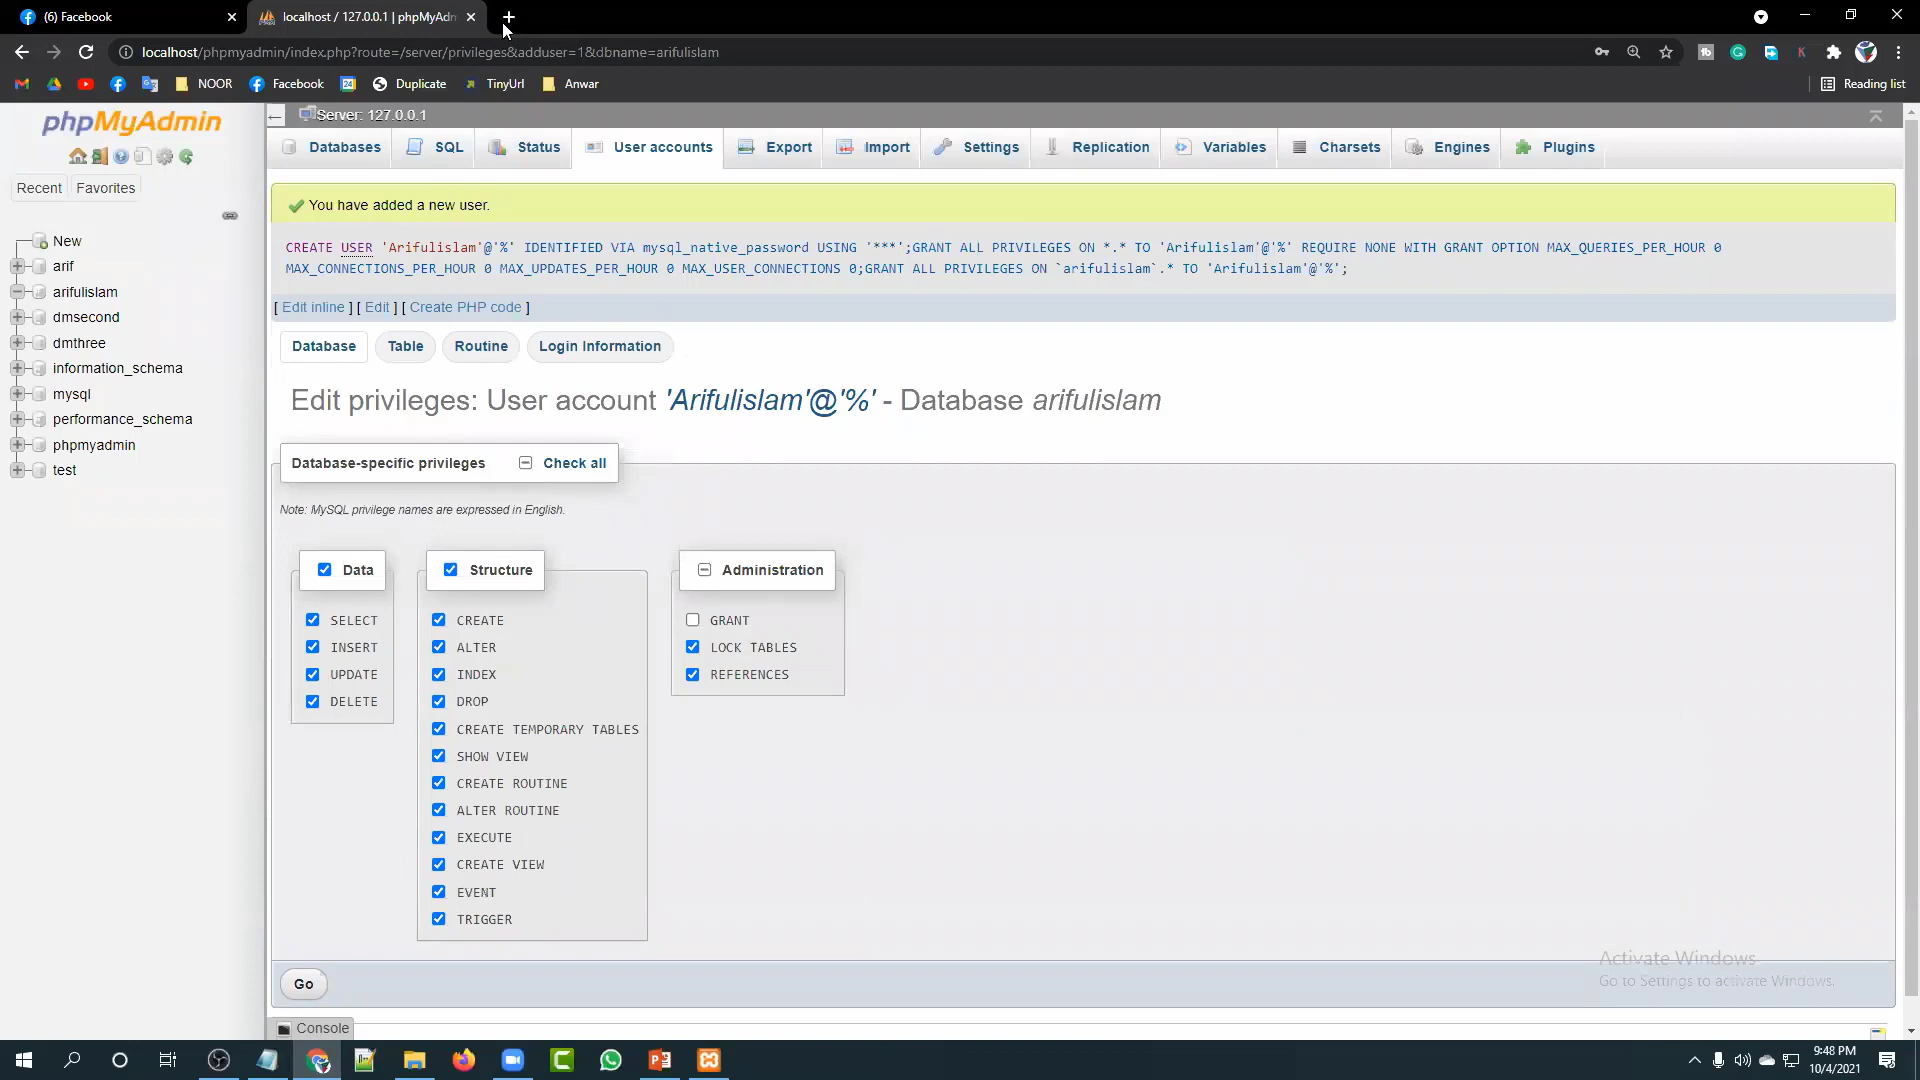 (6) Facebook
localhost / 127.0.0.1 | phpMyAdm
localhost/phpmyadmin/index.php?route=/server/privileges&adduser=1&dbname=arifulislam
NOOR Facebook 24 Duplicate TinyUrl Anwar Reading list
phpMyAdmin
Recent Favorites
New
arif
arifulislam
dmsecond
dmthree
information_schema
mysql
performance_schema
phpmyadmin
test
Server: 127.0.0.1
Databases SQL Status User accounts Export Import Settings Replication Variables Charsets Engines Plugins
You have added a new user.
CREATE USER 'Arifulislam'@'%' IDENTIFIED VIA mysql_native_password USING '***';GRANT ALL PRIVILEGES ON *.* TO 'Arifulislam'@'%' REQUIRE NONE WITH GRANT OPTION MAX_QUERIES_PER_HOUR 0
MAX_CONNECTIONS_PER_HOUR 0 MAX_UPDATES_PER_HOUR 0 MAX_USER_CONNECTIONS 0;GRANT ALL PRIVILEGES ON `arifulislam`.* TO 'Arifulislam'@'%';
[ Edit inline ] [ Edit ] [ Create PHP code ]
Database Table Routine Login Information
Edit privileges: User account 'Arifulislam'@'%' - Database arifulislam
Database-specific privileges Check all
Note: MySQL privilege names are expressed in English.
Data
SELECT
INSERT
UPDATE
DELETE
Structure
CREATE
ALTER
INDEX
DROP
CREATE TEMPORARY TABLES
SHOW VIEW
CREATE ROUTINE
ALTER ROUTINE
EXECUTE
CREATE VIEW
EVENT
TRIGGER
Administration
GRANT
LOCK TABLES
REFERENCES
Go
Console
Activate Windows
Go to Settings to activate Windows.
9:48 PM
10/4/2021